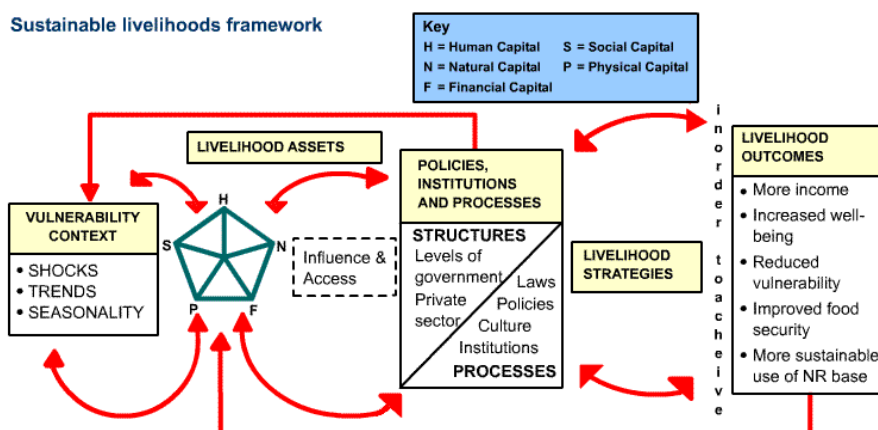 Sustainable livelihoods framework
Key
H = Human Capital S = Social Capital
N = Natural Capital P = Physical Capital
F = Financial Capital
LIVELIHOOD ASSETS
VULNERABILITY
CONTEXT
• SHOCKS
• TRENDS
• SEASONALITY
H
S
N
P
F
Influence &
Access
POLICIES,
INSTITUTIONS
AND PROCESSES
STRUCTURES
Levels of
government
Private
sector
Laws
Policies
Culture
Institutions
PROCESSES
LIVELIHOOD
STRATEGIES
inorder toacheive
LIVELIHOOD
OUTCOMES
• More income
• Increased well-
being
• Reduced
vulnerability
• Improved food
security
• More sustainable
use of NR base